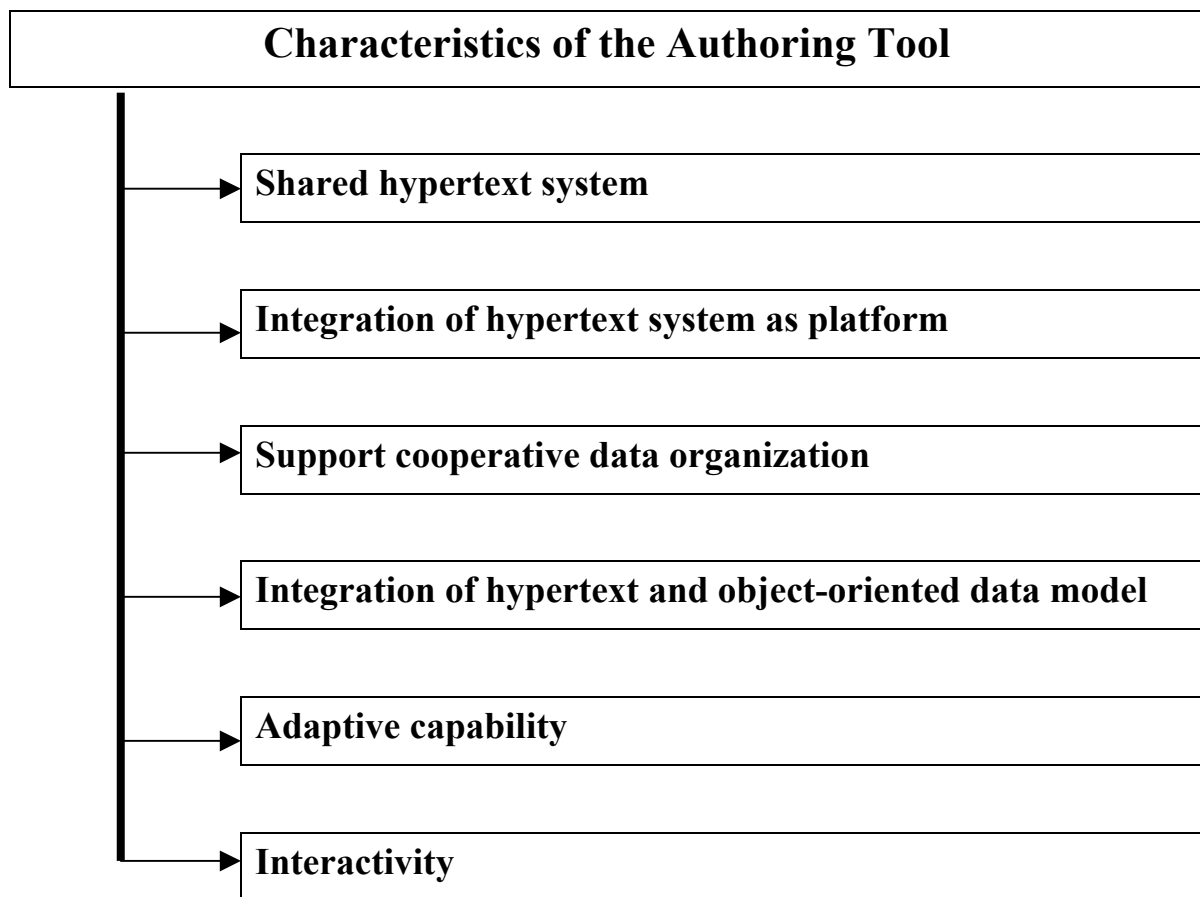 Characteristics of the Authoring Tool
Shared hypertext system
Integration of hypertext system as platform
Support cooperative data organization
Integration of hypertext and object-oriented data model
Adaptive capability
Interactivity